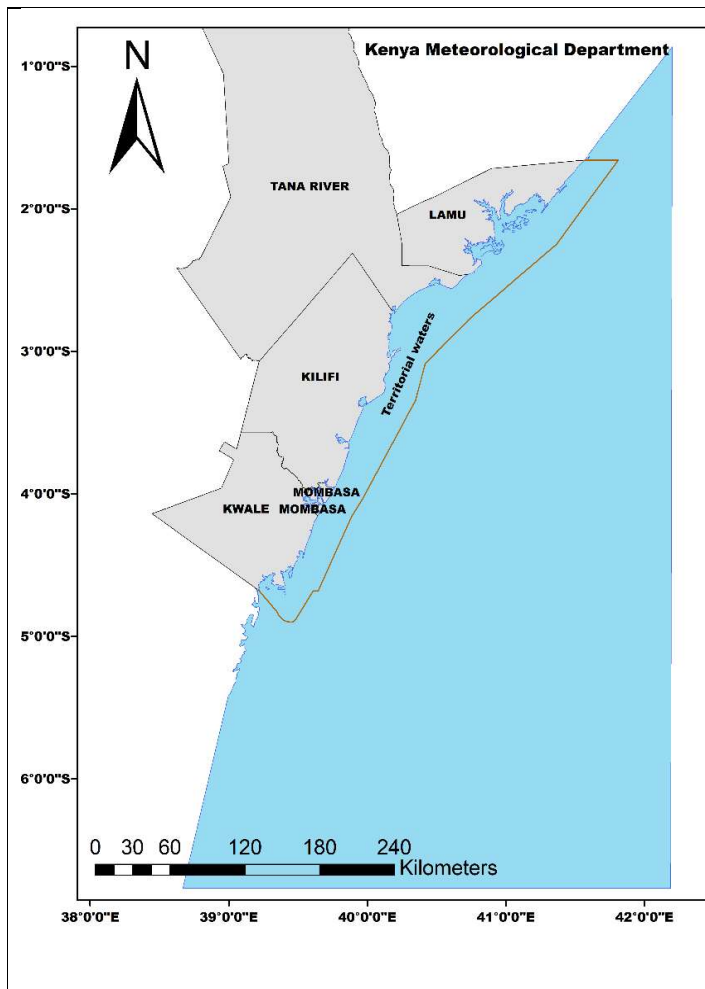 Kenya Meteorological Department
N
1°0'0"S
2°0'0"S
3°0'0"S
4°0'0"S
5°0'0"S
6°0'0"S
TANA RIVER
LAMU
KILIFI
Territorial waters
MOMBASA
KWALE MOMBASA
0 30 60 120 180 240
Kilometers
38°0'0"E 39°0'0"E 40°0'0"E 41°0'0"E 42°0'0"E